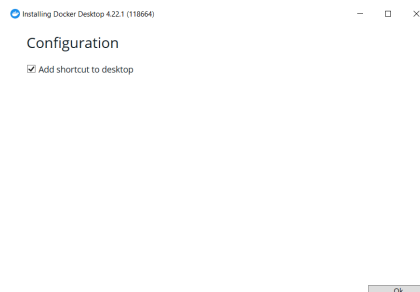 Installing Docker Desktop 4.22.1 (118664)
Configuration
Add shortcut to desktop
Ok